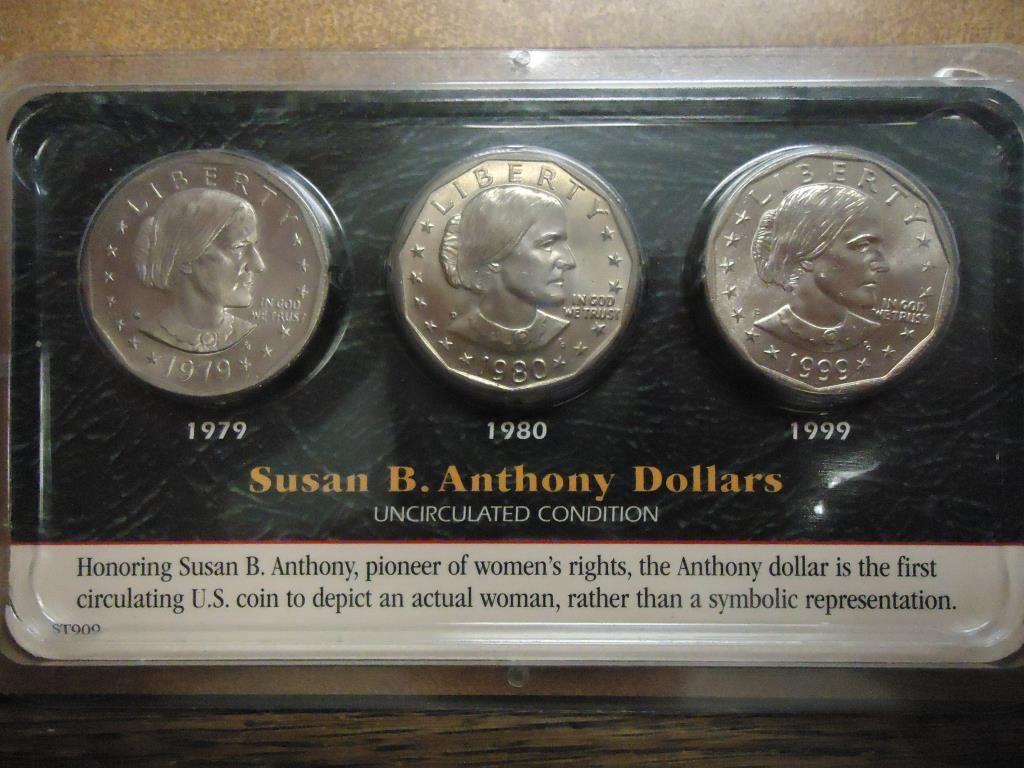 LIBERTY
IN GOD
WE TRUST
1979
LIBERTY
IN GOD
WE TRUST
1980
LIBERTY
IN GOD
WE TRUST
1999
1979 1980 1999
Susan B. Anthony Dollars
UNCIRCULATED CONDITION
Honoring Susan B. Anthony, pioneer of women's rights, the Anthony dollar is the first
circulating U.S. coin to depict an actual woman, rather than a symbolic representation.
ST909